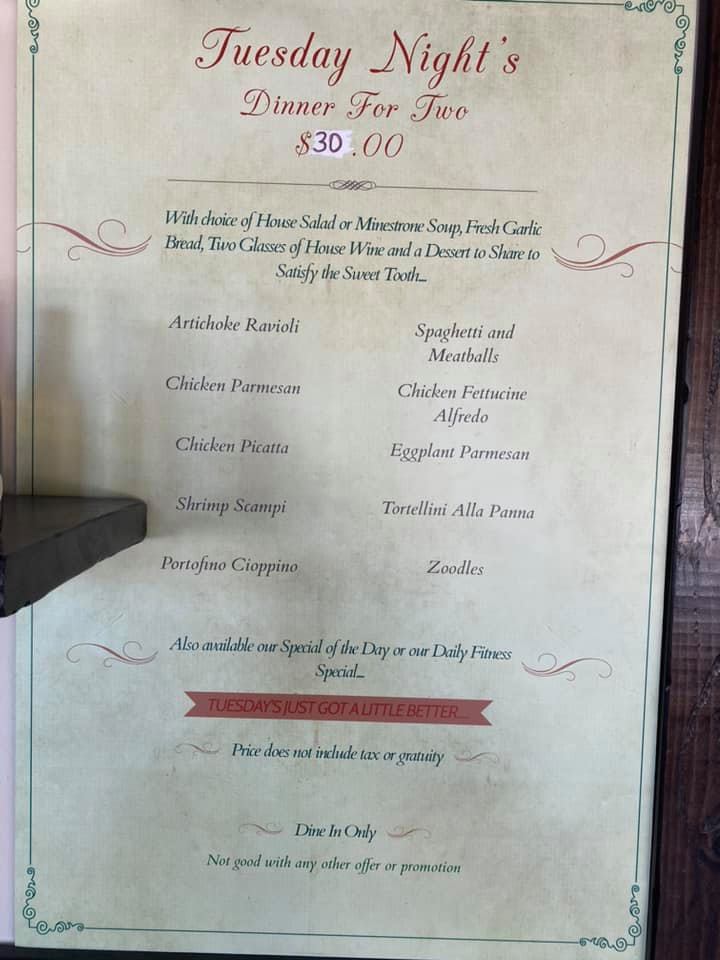 Tuesday Night's
Dinner For Two
$30.00
With choice of House Salad or Minestrone Soup, Fresh Garlic
Bread, Two Glasses of House Wine and a Dessert to Share to
Satisfy the Sweet Tooth...
Artichoke Ravioli
Spaghetti and
Meatballs
Chicken Parmesan
Chicken Fettucine
Alfredo
Chicken Picatta
Eggplant Parmesan
Shrimp Scampi
Tortellini Alla Panna
Portofino Cioppino
Zoodles
Also available our Special of the Day or our Daily Fitness
Special...
TUESDAY'S JUST GOT A LITTLE BETTER....
Price does not include tax or gratuity
Dine In Only
Not good with any other offer or promotion